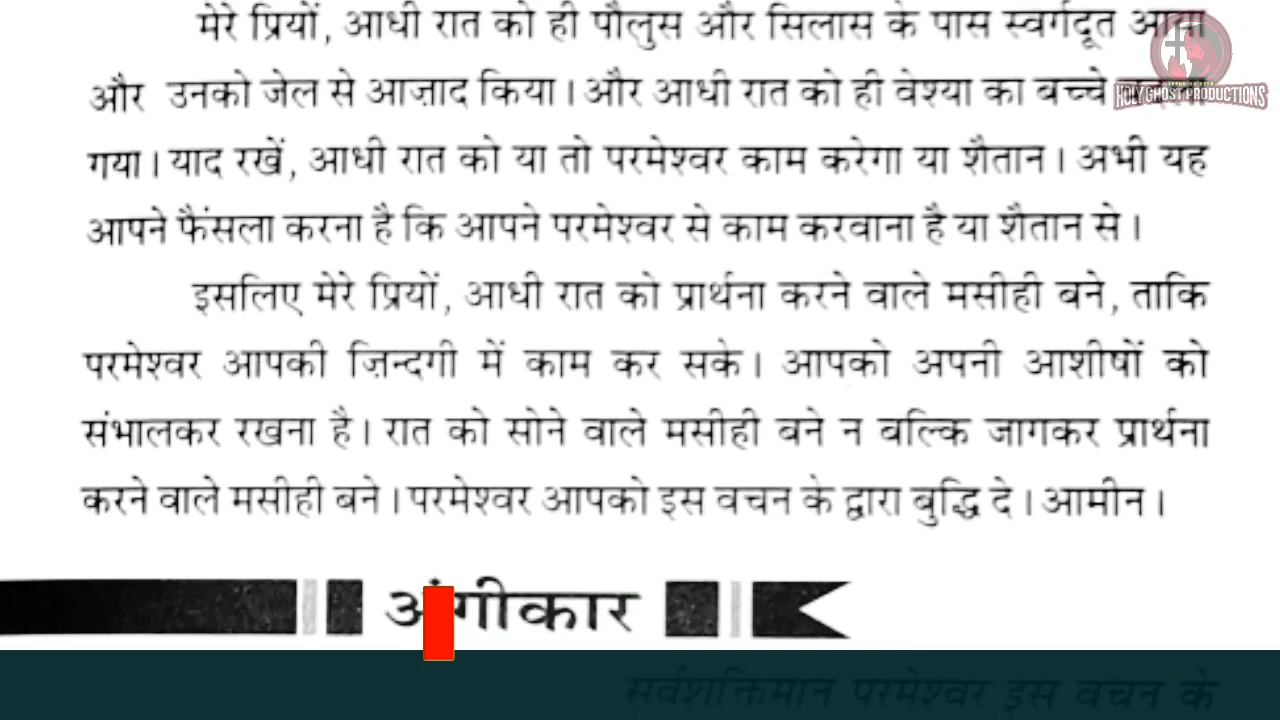 मेरे प्रियों, आधी रात को ही पौलुस और सिलास के पास स्वर्गदूत आया
और उनको जेल से आज़ाद किया। और आधी रात को ही वेश्या का बच्चे
गया। याद रखें, आधी रात को या तो परमेश्वर काम करेगा या शैतान। अभी यह
आपने फैंसला करना है कि आपने परमेश्वर से काम करवाना है या शैतान से।
इसलिए मेरे प्रियों, आधी रात को प्रार्थना करने वाले मसीही बने, ताकि
परमेश्वर आपकी ज़िन्दगी में काम कर सके। आपको अपनी आशीषों को
संभालकर रखना है। रात को सोने वाले मसीही बने न बल्कि जागकर प्रार्थना
करने वाले मसीही बने। परमेश्वर आपको इस वचन के द्वारा बुद्धि दे। आमीन।
अंगीकार
सर्वशक्तिमान परमेश्वर इस वचन के
HOLY GHOST PRODUCTIONS